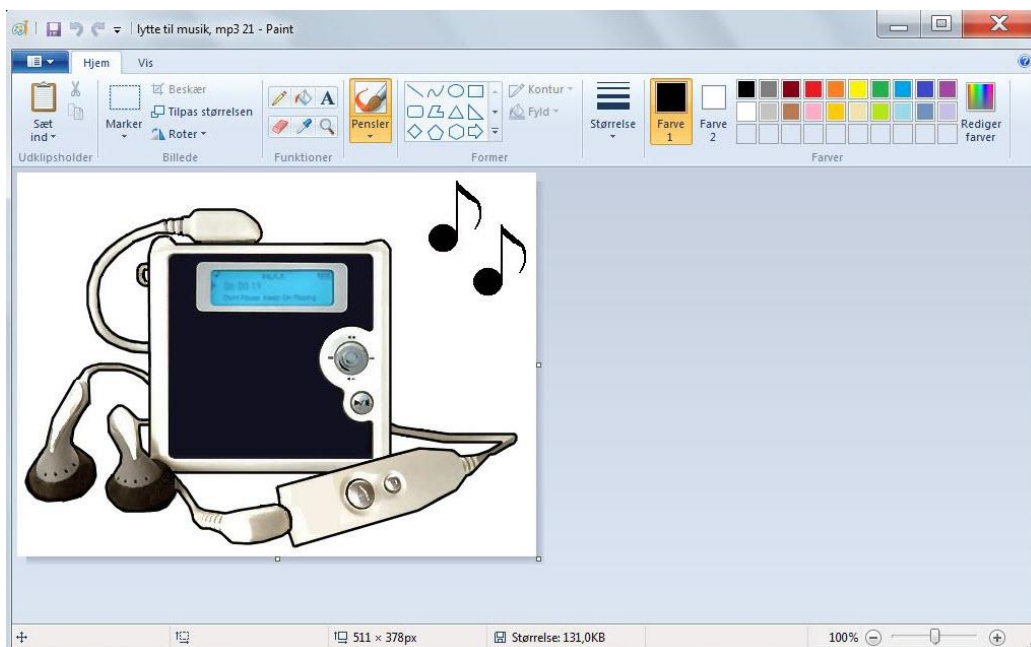 lytte til musik, mp3 21 - Paint
Hjem Vis
Sæt ind
Marker
Beskær
Tilpas størrelsen
Roter
A
Pensler
Kontur
Fyld
Størrelse
Farve 1
Farve 2
Rediger farver
Udklipsholder Billede Funktioner Former Farver
511 × 378px Størrelse: 131,0KB 100%